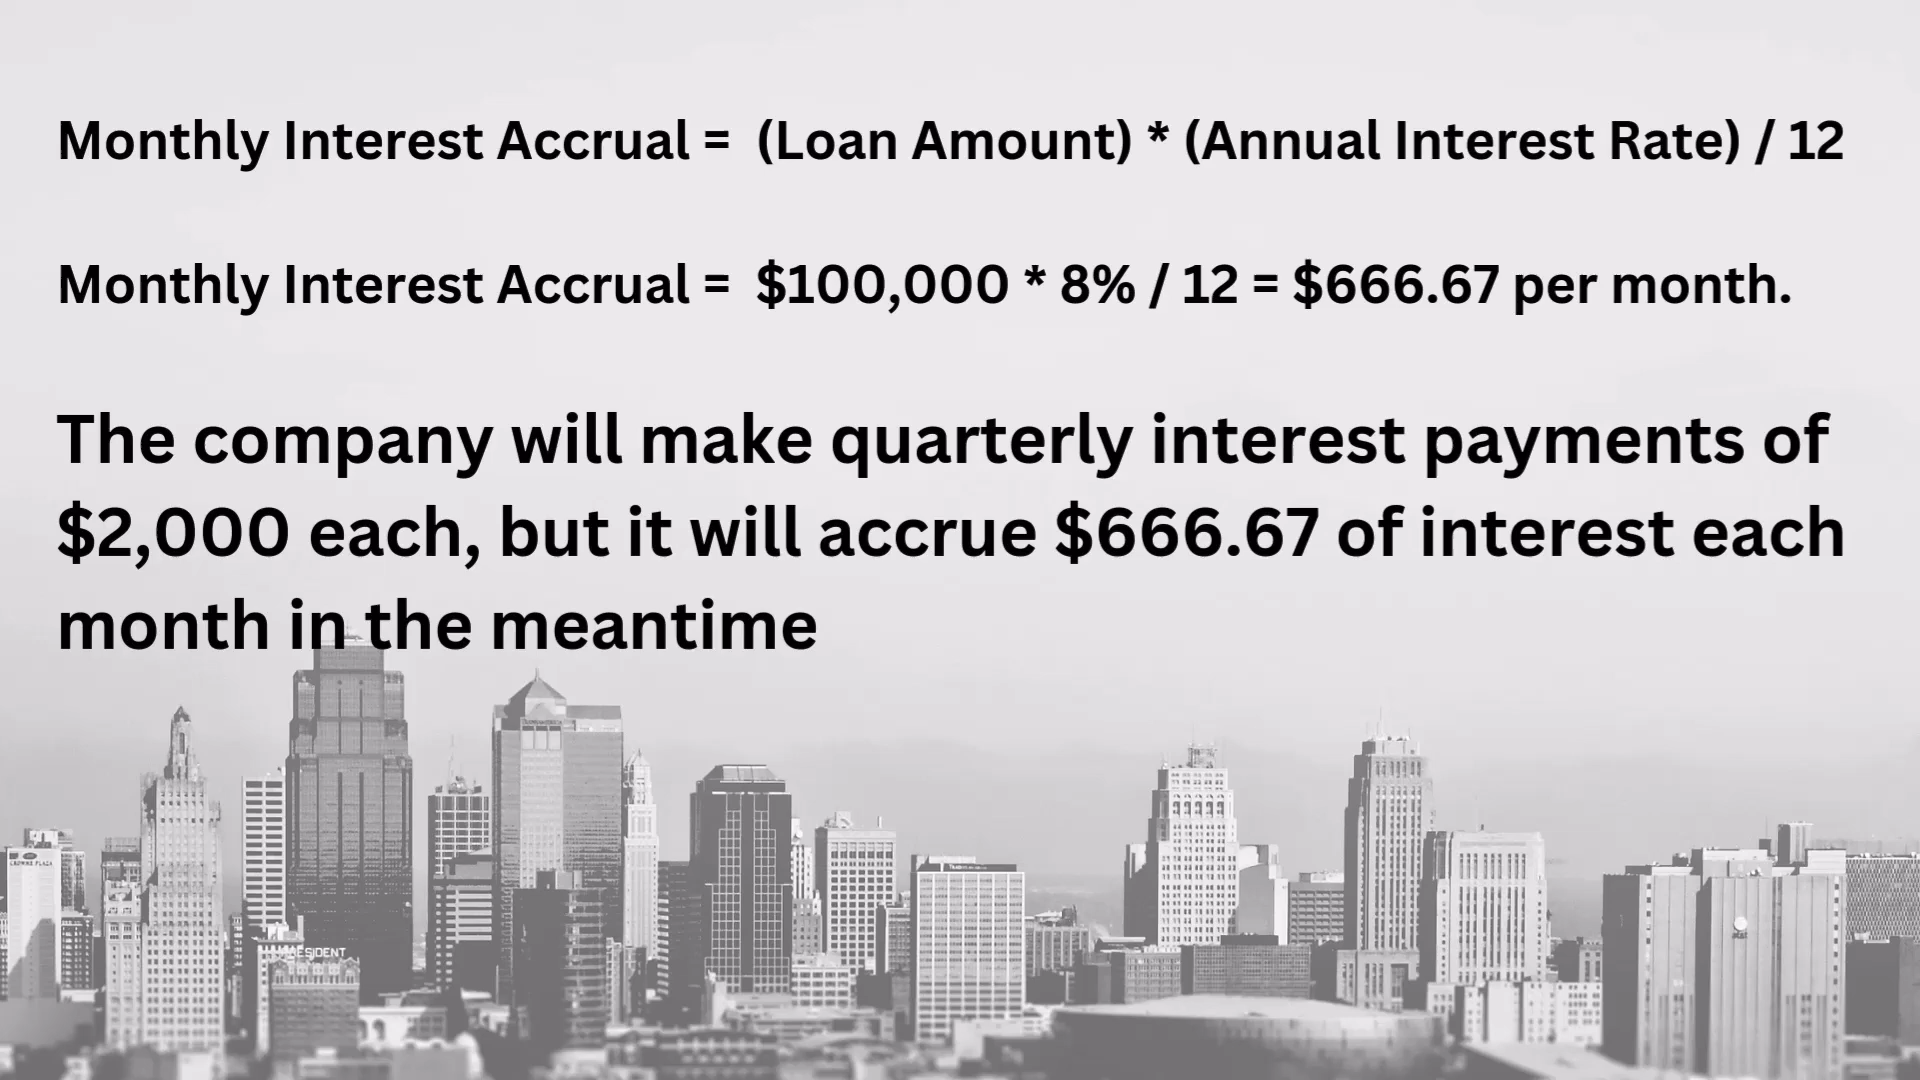 Monthly Interest Accrual =  (Loan Amount) * (Annual Interest Rate) / 12
Monthly Interest Accrual =  $100,000 * 8% / 12 = $666.67 per month.
The company will make quarterly interest payments of
$2,000 each, but it will accrue $666.67 of interest each
month in the meantime
CROWNE PLAZA